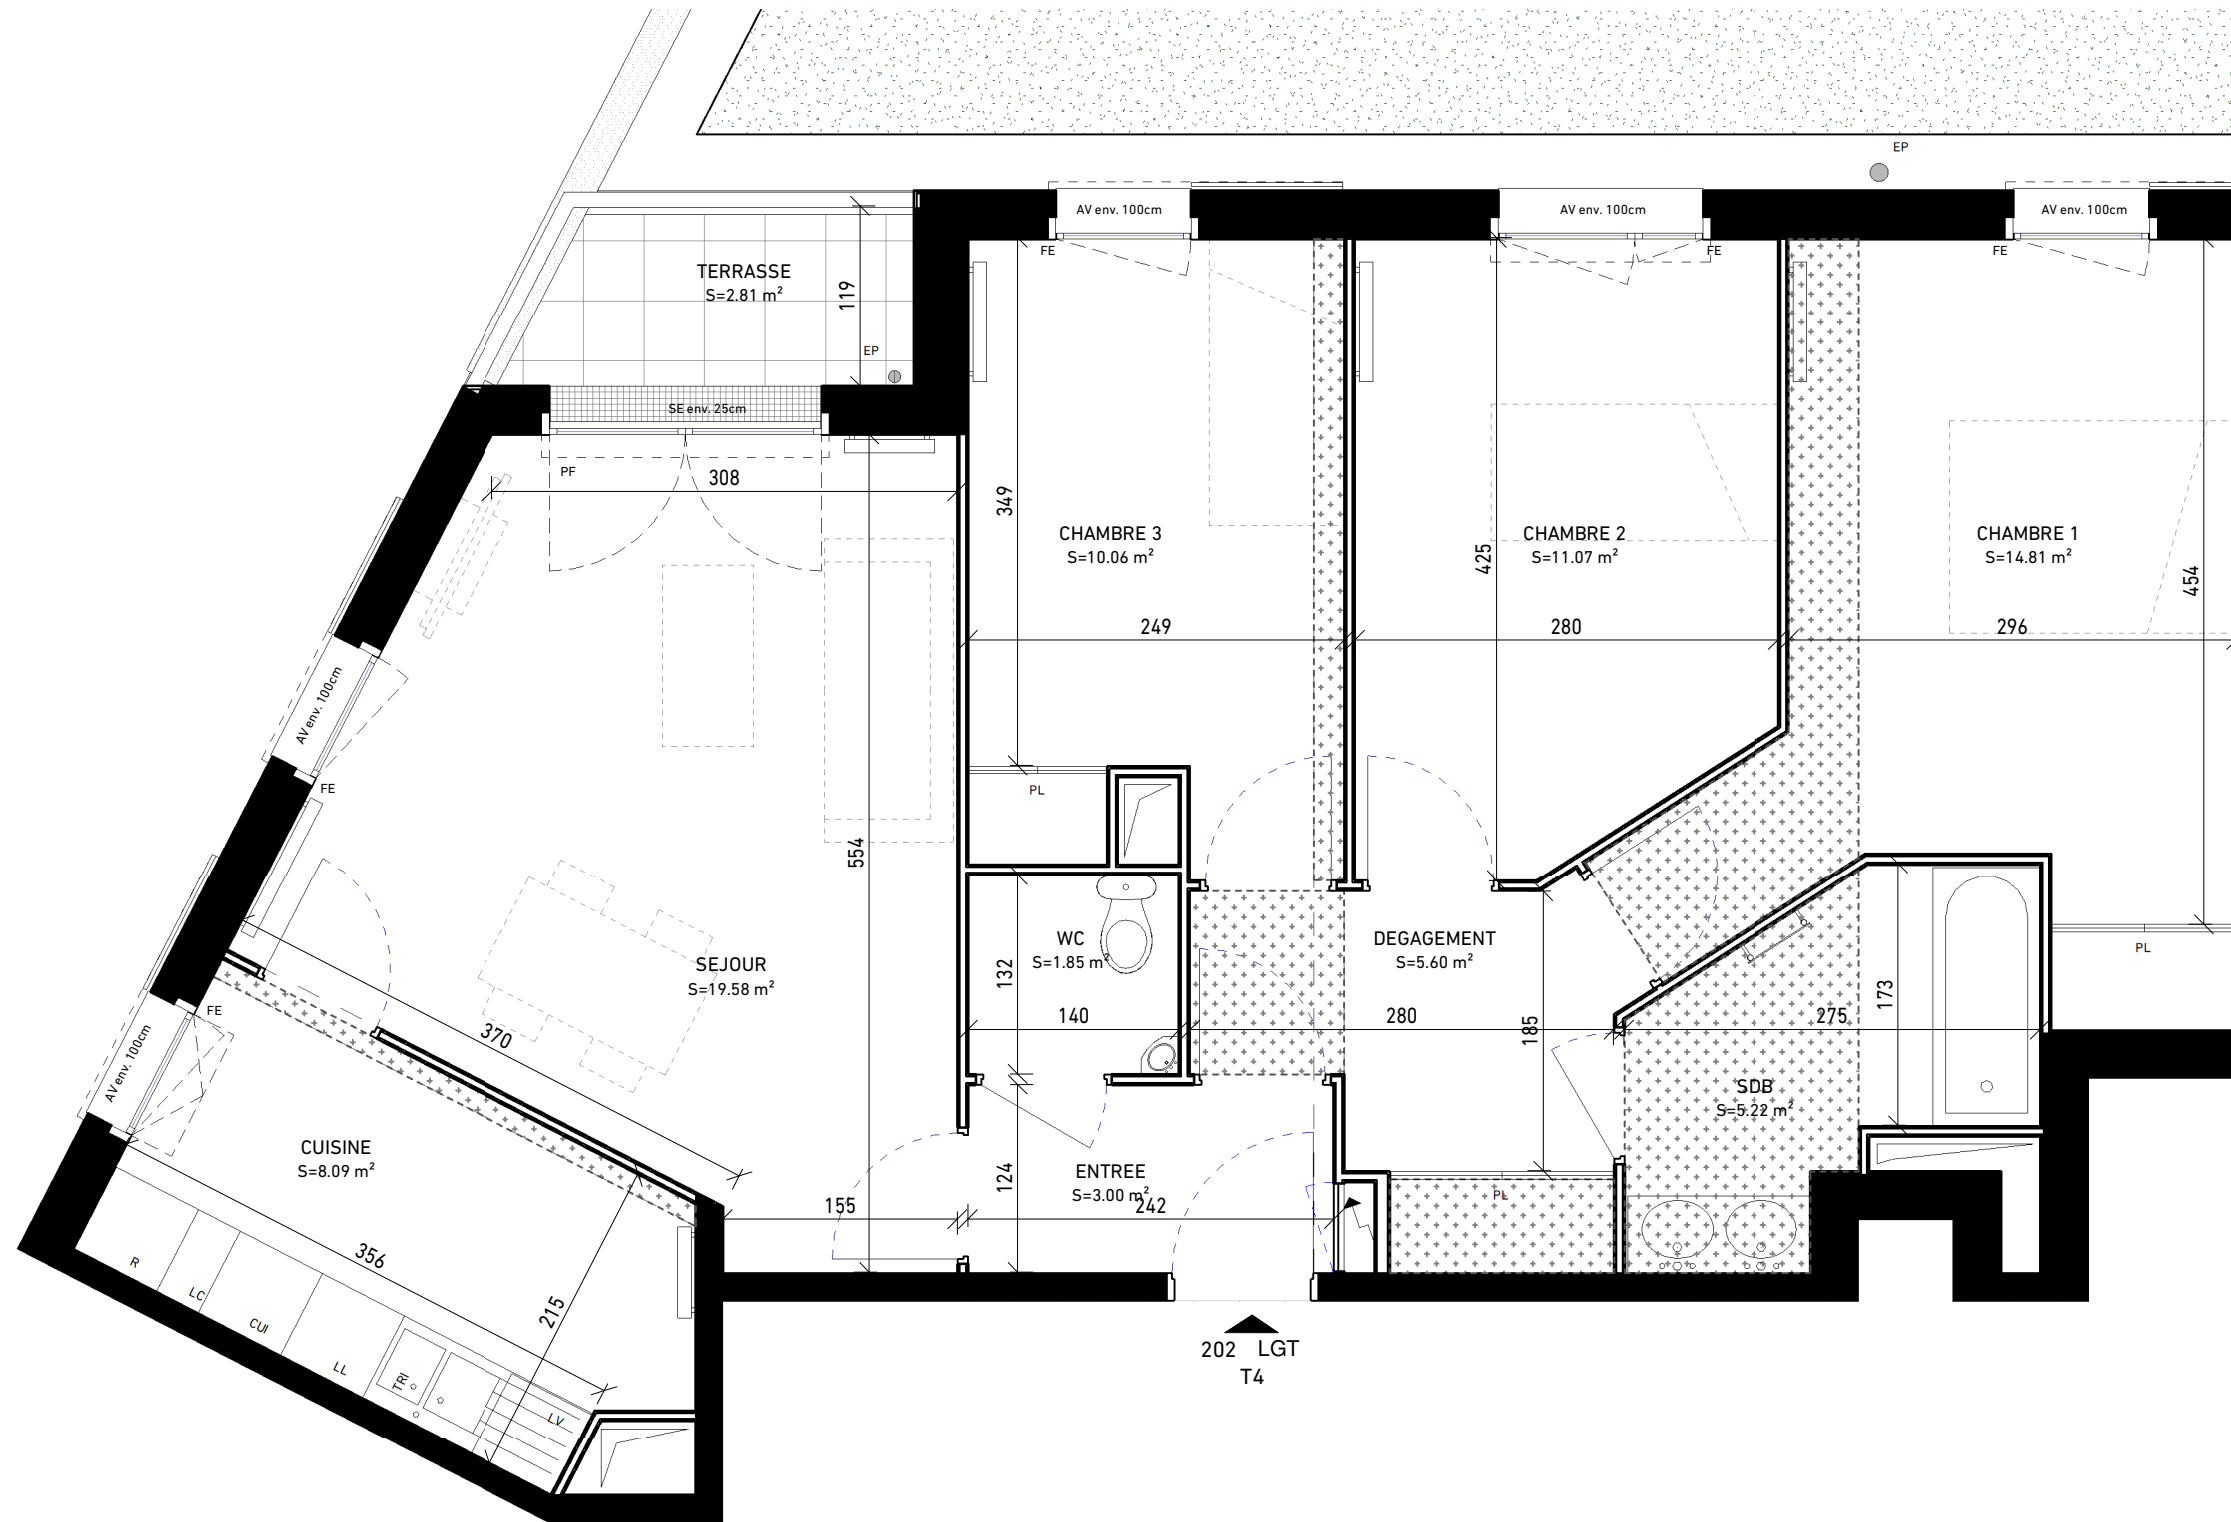 EP
AV env. 100cm
AV env. 100cm
AV env. 100cm
FE
FE
FE
TERRASSE
S=2.81 m²
119
EP
SE env. 25cm
PF
308
349
CHAMBRE 3
S=10.06 m²
425
CHAMBRE 2
S=11.07 m²
CHAMBRE 1
S=14.81 m²
454
249
280
296
AV env. 100cm
FE
PL
554
WC
S=1.85 m²
132
140
DEGAGEMENT
S=5.60 m²
280
185
PL
173
275
SEJOUR
S=19.58 m²
370
FE
AV env. 100cm
SDB
S=5.22 m²
CUISINE
S=8.09 m²
ENTREE
S=3.00 m²
124
155
242
PL
356
215
R
LC
CUI
LL
TRI
LV
202 LGT
T4